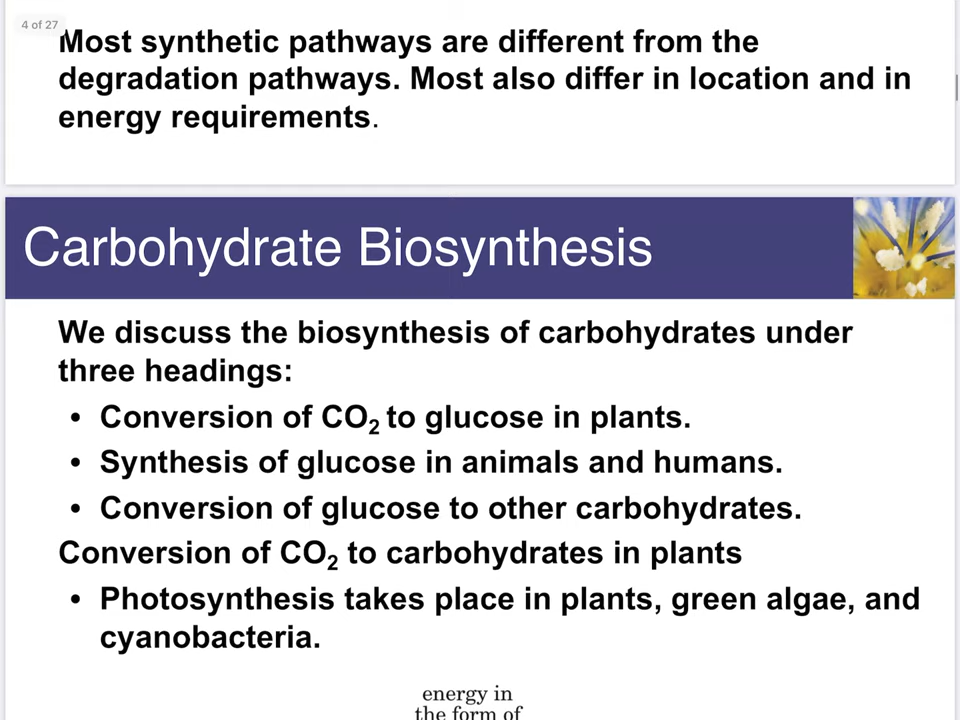 4 of 27
Most synthetic pathways are different from the
degradation pathways. Most also differ in location and in
energy requirements.
Carbohydrate Biosynthesis
We discuss the biosynthesis of carbohydrates under
three headings:
• Conversion of CO₂ to glucose in plants.
• Synthesis of glucose in animals and humans.
• Conversion of glucose to other carbohydrates.
Conversion of CO₂ to carbohydrates in plants
• Photosynthesis takes place in plants, green algae, and
cyanobacteria.
energy in
the form of